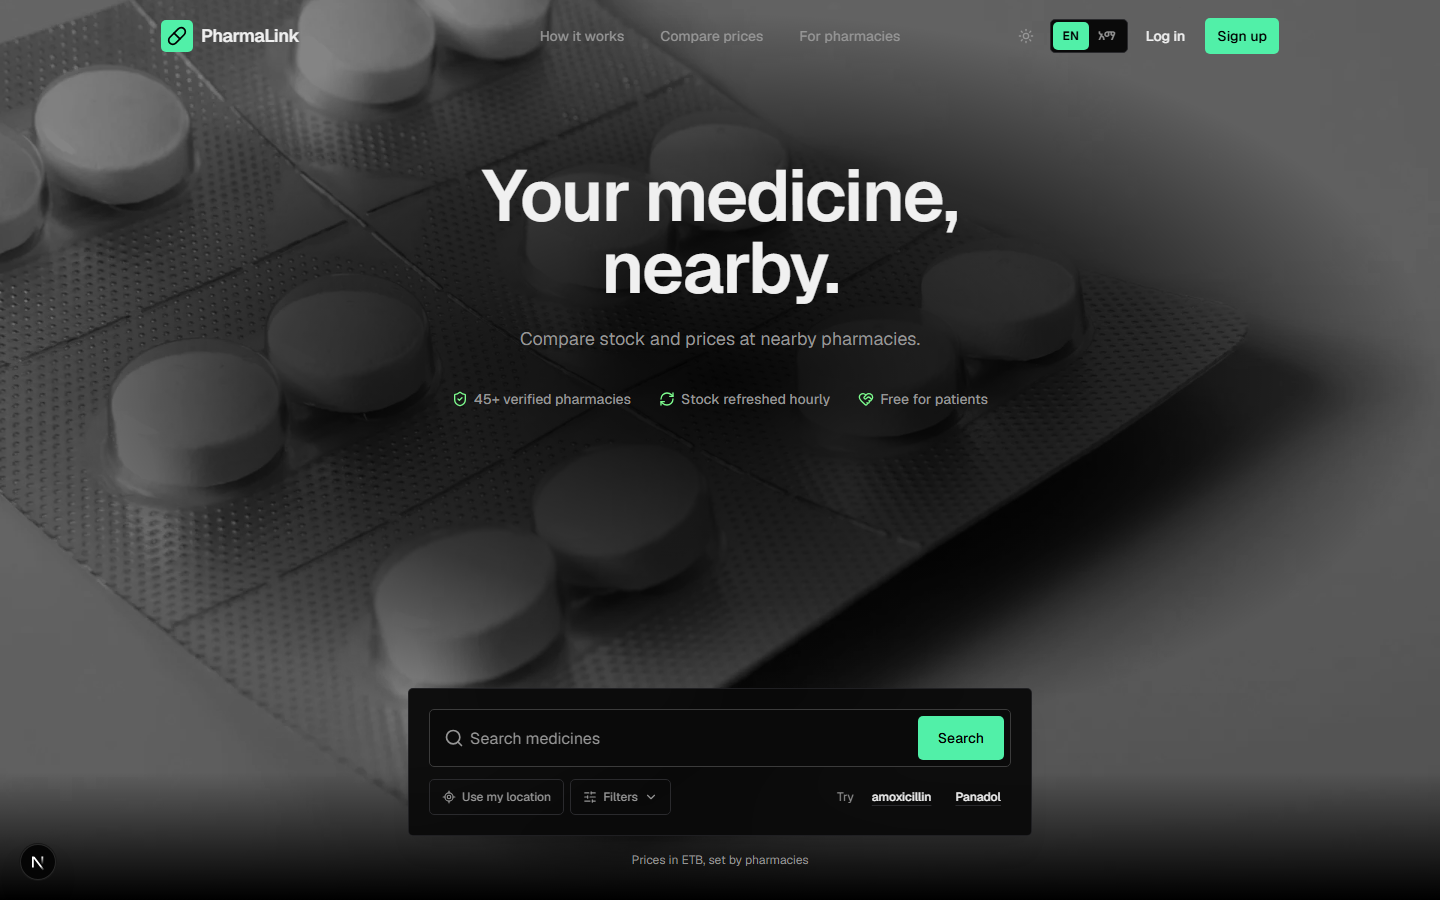 PharmaLink
How it works
Compare prices
For pharmacies
EN
አማ
Log in
Sign up
Your medicine,
nearby.
Compare stock and prices at nearby pharmacies.
45+ verified pharmacies
Stock refreshed hourly
Free for patients
Search medicines
Search
Use my location
Filters
Try
amoxicillin
Panadol
Prices in ETB, set by pharmacies
N